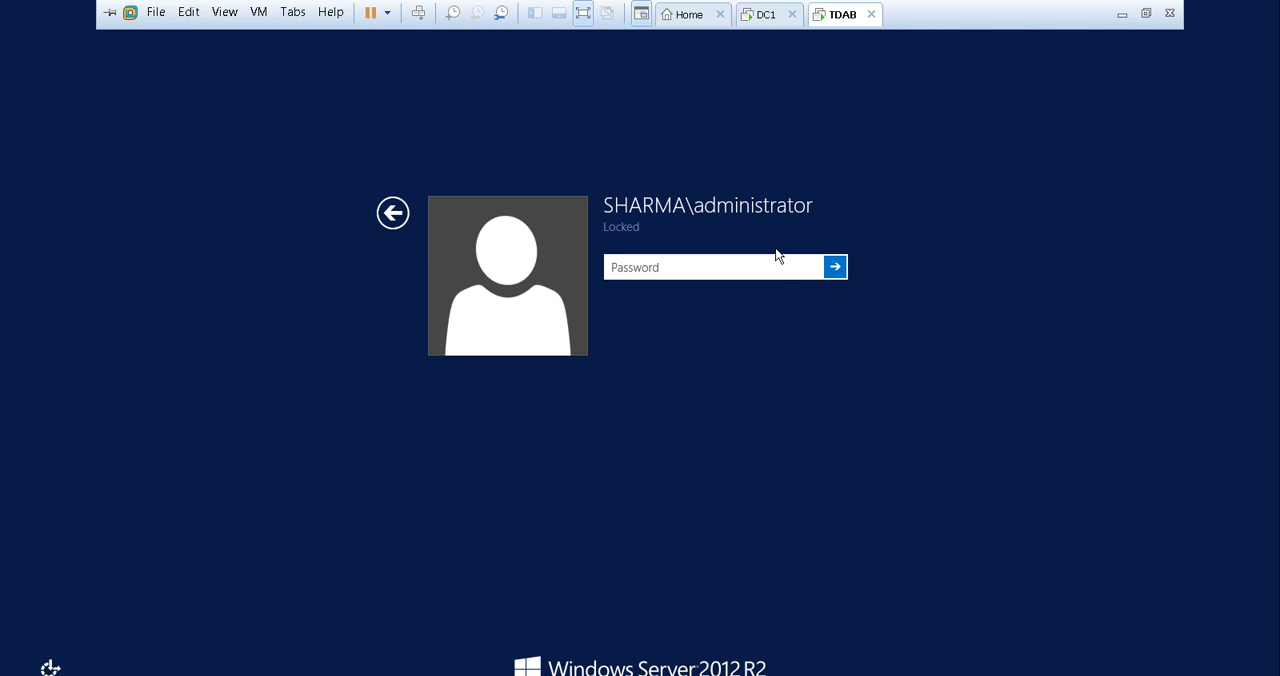 File Edit View VM Tabs Help Home DC1 TDAB
SHARMA\administrator
Locked
Password
Windows Server 2012 R2